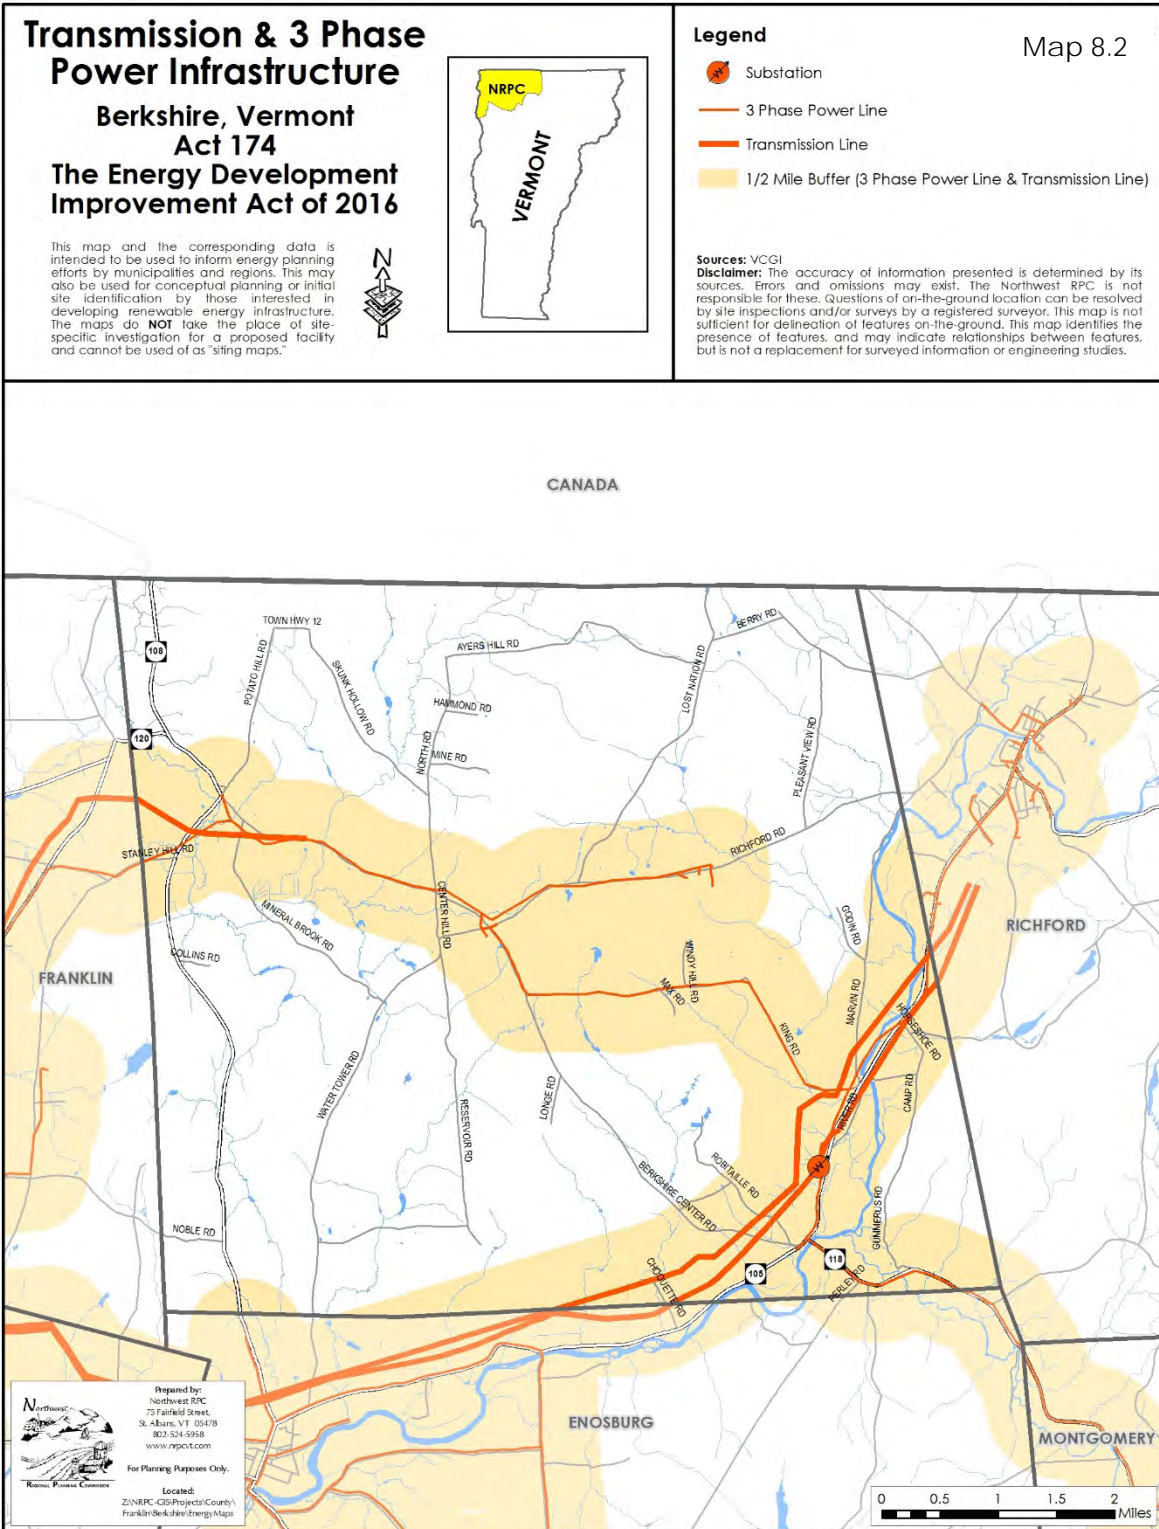 Transmission & 3 Phase
Power Infrastructure
Berkshire, Vermont
Act 174
The Energy Development
Improvement Act of 2016
This map and the corresponding data is
intended to be used to inform energy planning
efforts by municipalities and regions. This may
also be used for conceptual planning or initial
site identification by those interested in
developing renewable energy infrastructure.
The maps do NOT take the place of site-
specific investigation for a proposed facility
and cannot be used of as "siting maps."
N
NRPC
VERMONT
Legend
Map 8.2
Substation
3 Phase Power Line
Transmission Line
1/2 Mile Buffer (3 Phase Power Line & Transmission Line)
Sources: VCGI
Disclaimer: The accuracy of information presented is determined by its
sources. Errors and omissions may exist. The Northwest RPC is not
responsible for these. Questions of on-the-ground location can be resolved
by site inspections and/or surveys by a registered surveyor. This map is not
sufficient for delineation of features on-the-ground. This map identifies the
presence of features, and may indicate relationships between features,
but is not a replacement for surveyed information or engineering studies.
CANADA
TOWN HWY 12
BERRY RD
108
AYERS HILL RD
POTATO HILL RD
SKUNK HOLLOW RD
LOST NATION RD
HAMMOND RD
120
NORTH RD
MINE RD
PLEASANT VIEW RD
RICHFORD RD
STANLEY HILL RD
CENTER HILL RD
MINERAL BROOK RD
GODIN RD
RICHFORD
COLLINS RD
WINDY HILL RD
FRANKLIN
MAX RD
MARVIN RD
KING RD
HORSESHOE RD
WATER TOWER RD
LONGE RD
CAMP RD
RIVER RD
RESERVOIR RD
ROBITAILLE RD
BERKSHIRE CENTER RD
GUMMERUS RD
NOBLE RD
118
105
CHOQUETTE RD
PERLEY RD
ENOSBURG
MONTGOMERY
Northwest
REGIONAL PLANNING COMMISSION
Prepared by:
Northwest RPC
75 Fairfield Street,
St. Albans, VT 05478
802-524-5958
www.nrpcvt.com
For Planning Purposes Only.
Located:
Z:\NRPC-GIS\Projects\County\
Franklin\Berkshire\EnergyMaps
0 0.5 1 1.5 2
Miles